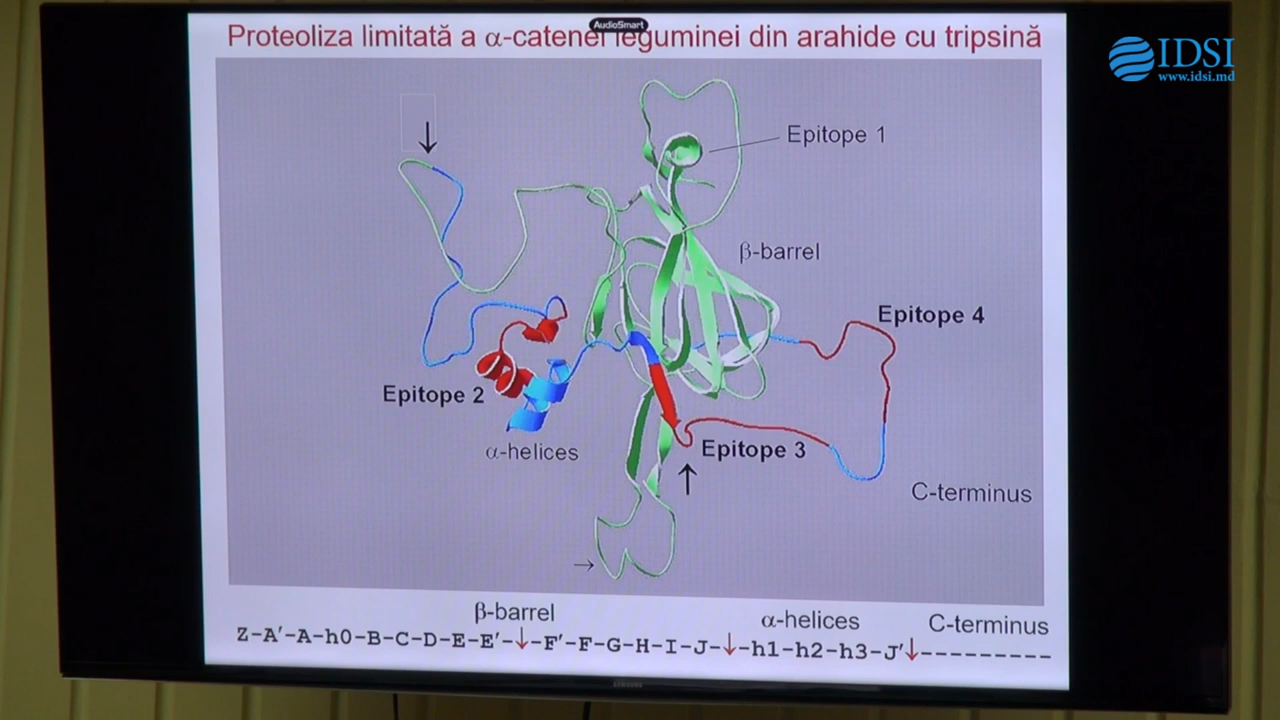 AudioSmart
Proteoliza limitată a α-catenei leguminei din arahide cu tripsină
IDSI
www.idsi.md
Epitope 1
β-barrel
Epitope 4
Epitope 2
α-helices
Epitope 3
C-terminus
β-barrel
α-helices
C-terminus
Z-A′-A-h0-B-C-D-E-E′-↓-F′-F-G-H-I-J-↓-h1-h2-h3-J′↓---------
SAMSUNG